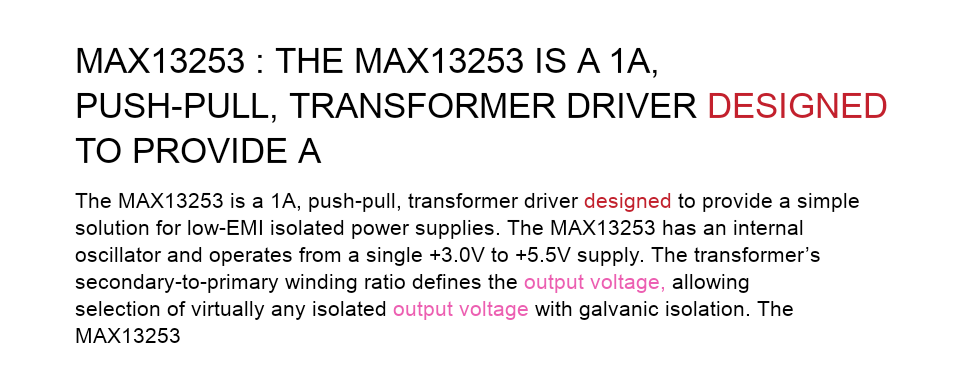 MAX13253 : THE MAX13253 IS A 1A,
PUSH-PULL, TRANSFORMER DRIVER DESIGNED
TO PROVIDE A
The MAX13253 is a 1A, push-pull, transformer driver designed to provide a simple
solution for low-EMI isolated power supplies. The MAX13253 has an internal
oscillator and operates from a single +3.0V to +5.5V supply. The transformer’s
secondary-to-primary winding ratio defines the output voltage, allowing
selection of virtually any isolated output voltage with galvanic isolation. The
MAX13253